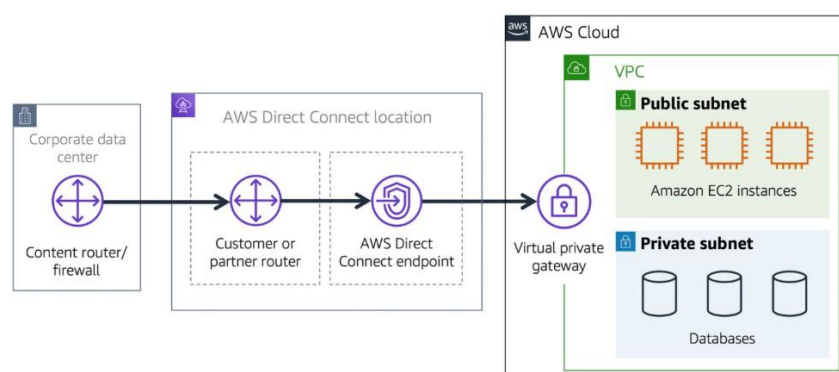 Corporate data
center
Content router/
firewall
AWS Direct Connect location
Customer or
partner router
AWS Direct
Connect endpoint
aws
AWS Cloud
VPC
Virtual private
gateway
Public subnet
Amazon EC2 instances
Private subnet
Databases